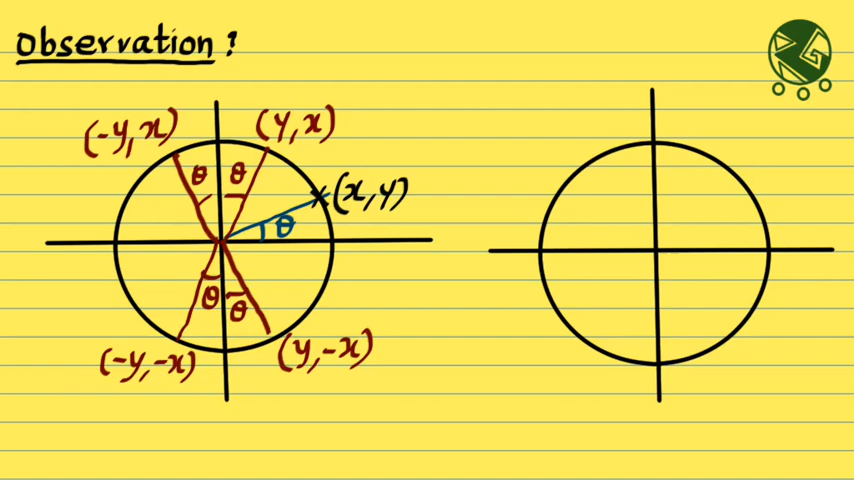 Observation?
(-y,x) (y,x)
θ θ
(x,y)
θ
θ θ
(-y,-x) (y,-x)